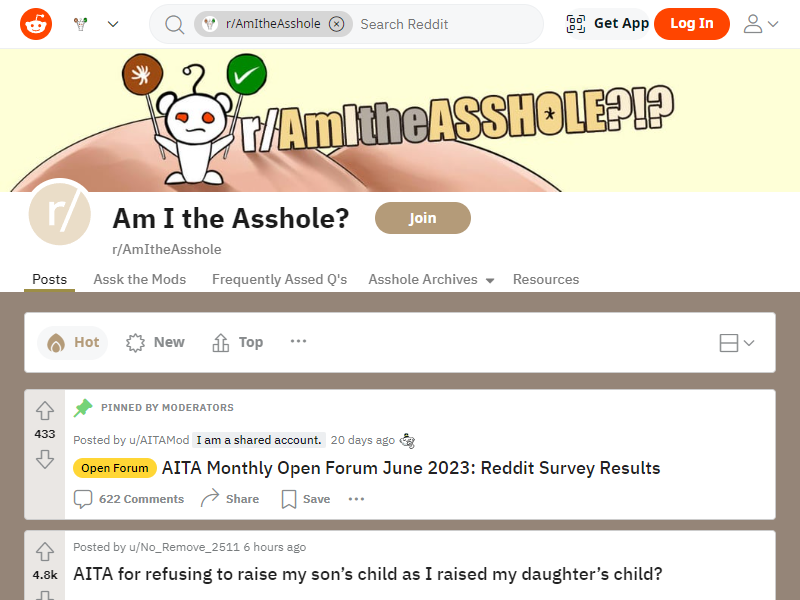 r/AmItheAsshole
Search Reddit
Get App
Log In
r/AmItheASSHOLE?!?
r/
Am I the Asshole?
Join
r/AmItheAsshole
Posts
Assk the Mods
Frequently Assed Q's
Asshole Archives
Resources
Hot
New
Top
PINNED BY MODERATORS
433
Posted by u/AITAMod I am a shared account. 20 days ago
Open Forum AITA Monthly Open Forum June 2023: Reddit Survey Results
622 Comments
Share
Save
Posted by u/No_Remove_2511 6 hours ago
4.8k
AITA for refusing to raise my son’s child as I raised my daughter’s child?